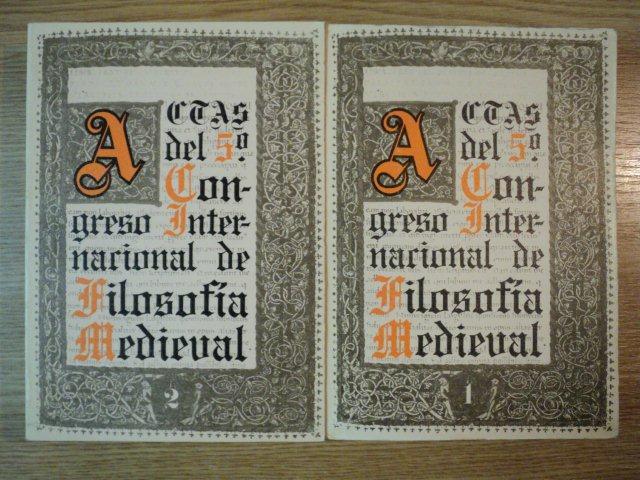 ACTAS
del 5º
Con-
greso Inter-
nacional de
Filosofía
Medieval
2
ACTAS
del 5º.
Con-
greso Inter-
nacional de
Filosofía
Medieval
1